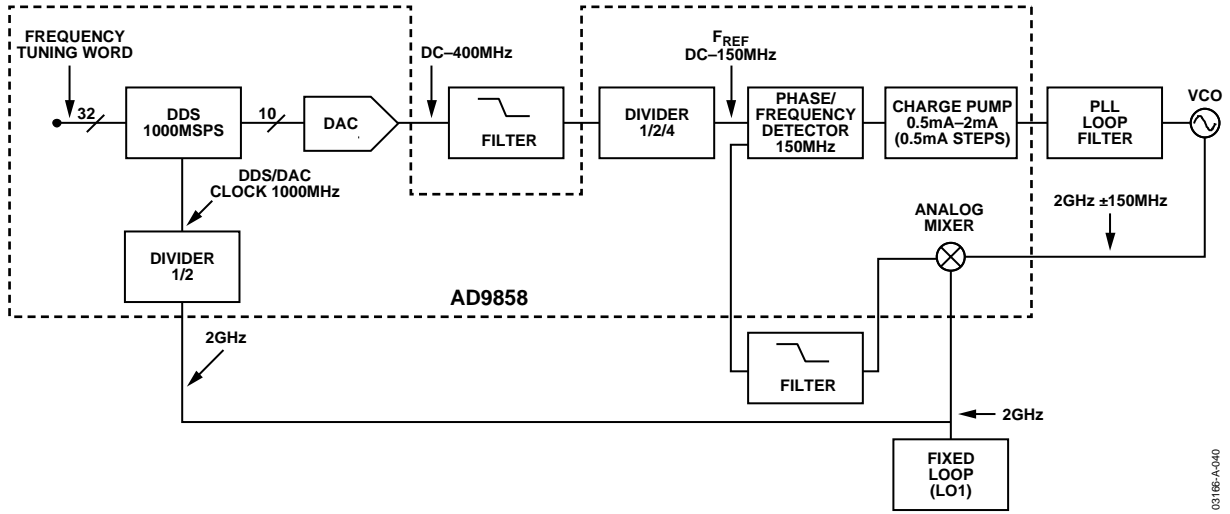 FREQUENCY
TUNING WORD
32
DDS
1000MSPS
10
DAC
DC–400MHz
FILTER
DIVIDER
1/2/4
FREF
DC–150MHz
PHASE/
FREQUENCY
DETECTOR
150MHz
CHARGE PUMP
0.5mA–2mA
(0.5mA STEPS)
PLL
LOOP
FILTER
VCO
DDS/DAC
CLOCK 1000MHz
DIVIDER
1/2
ANALOG
MIXER
2GHz ±150MHz
AD9858
2GHz
FILTER
2GHz
FIXED
LOOP
(LO1)
03166-A-040